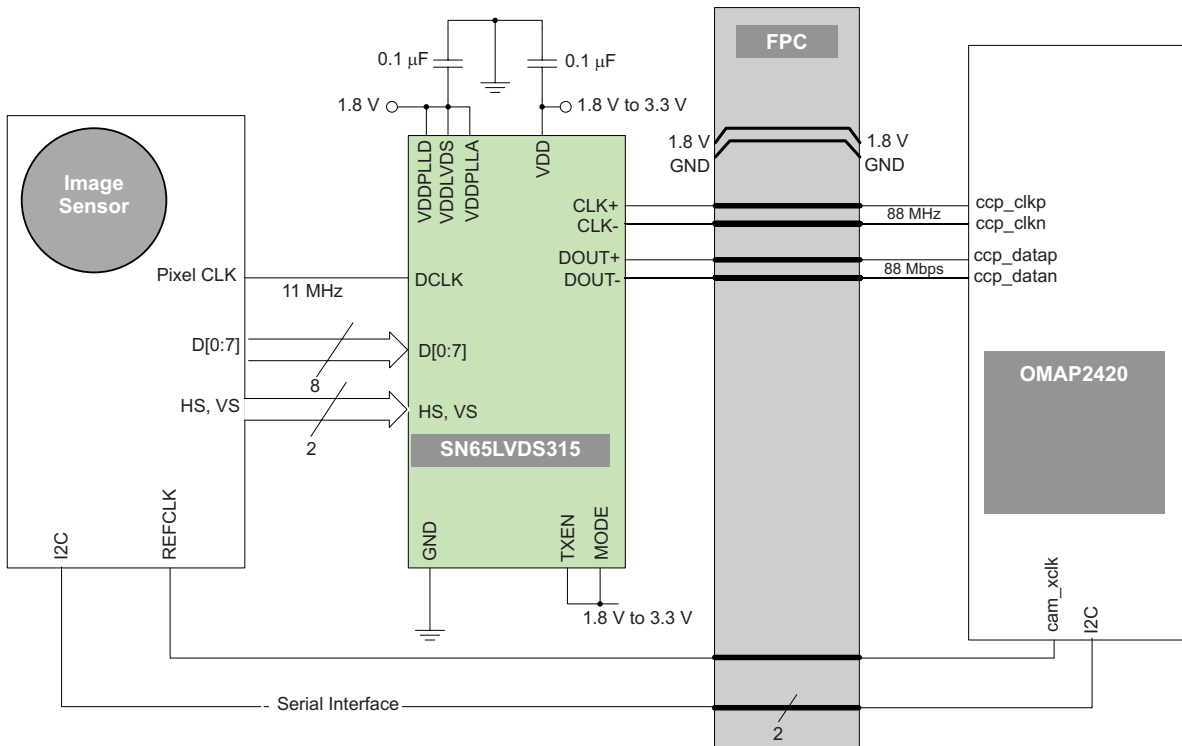 FPC
0.1 μF
0.1 μF
1.8 V
1.8 V to 3.3 V
1.8 V
1.8 V
GND
GND
Image
Sensor
VDDPLLD
VDDLVDS
VDDPLLA
VDD
CLK+
CLK-
88 MHz
ccp_clkp
ccp_clkn
DOUT+
DOUT-
88 Mbps
ccp_datap
ccp_datan
Pixel CLK
11 MHz
DCLK
D[0:7]
8
D[0:7]
HS, VS
2
HS, VS
SN65LVDS315
OMAP2420
I2C
REFCLK
GND
TXEN
MODE
1.8 V to 3.3 V
cam_xclk
I2C
Serial Interface
2